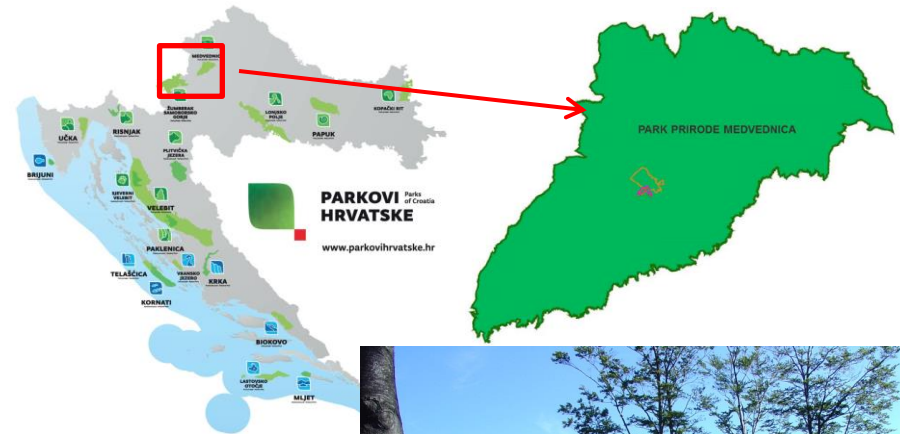 MEDVEDNICA
ŽUMBERAK
SAMOBORSKO
GORJE
LONJSKO
POLJE
KOPAČKI RIT
PAPUK
UČKA
RISNJAK
PLITVIČKA
JEZERA
BRIJUNI
SJEVERNI
VELEBIT
VELEBIT
PAKLENICA
TELAŠĆICA
VRANSKO
JEZERO
KRKA
KORNATI
BIOKOVO
LASTOVSKO
OTOČJE
MLJET
PARKOVI
HRVATSKE
Parks
of Croatia
www.parkovihrvatske.hr
PARK PRIRODE MEDVEDNICA